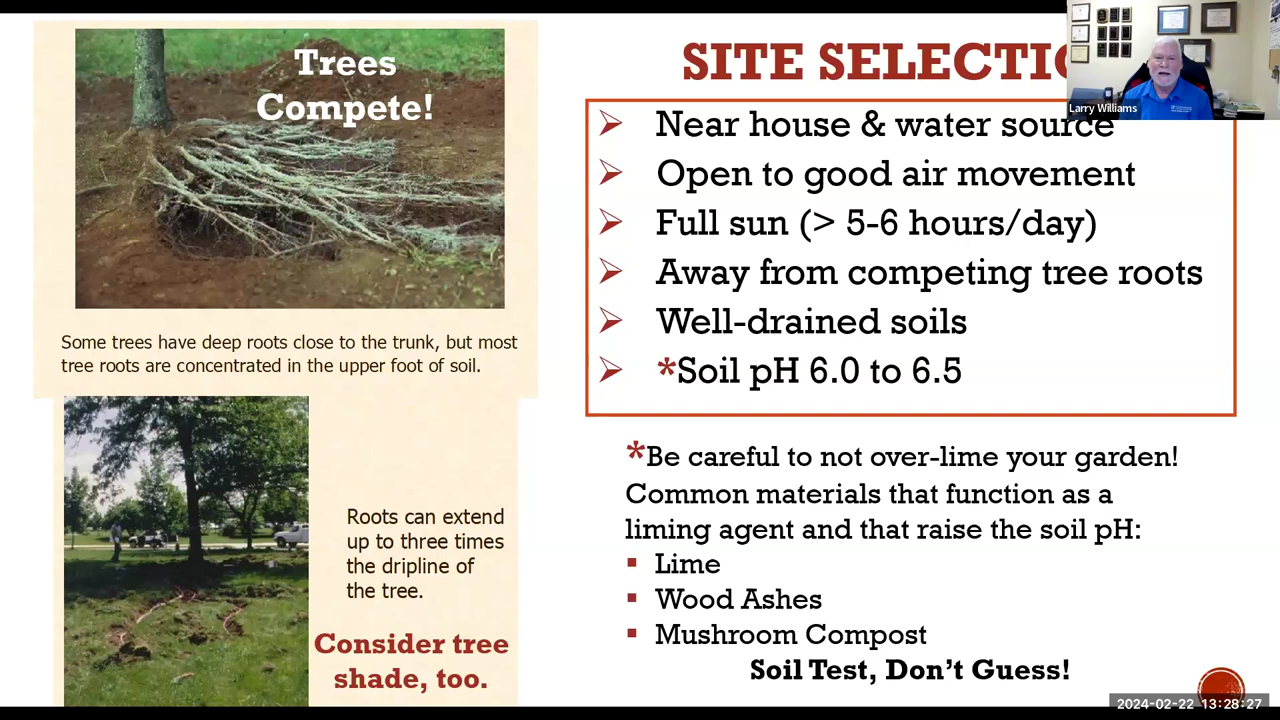 Trees
Compete!
Some trees have deep roots close to the trunk, but most
tree roots are concentrated in the upper foot of soil.
Roots can extend
up to three times
the dripline of
the tree.
Consider tree
shade, too.
SITE SELECTIO
Larry Williams
➢ Near house & water source
➢ Open to good air movement
➢ Full sun (> 5-6 hours/day)
➢ Away from competing tree roots
➢ Well-drained soils
➢ *Soil pH 6.0 to 6.5
*Be careful to not over-lime your garden!
Common materials that function as a
liming agent and that raise the soil pH:
▪ Lime
▪ Wood Ashes
▪ Mushroom Compost
Soil Test, Don't Guess!
2024-02-22 13:28:27